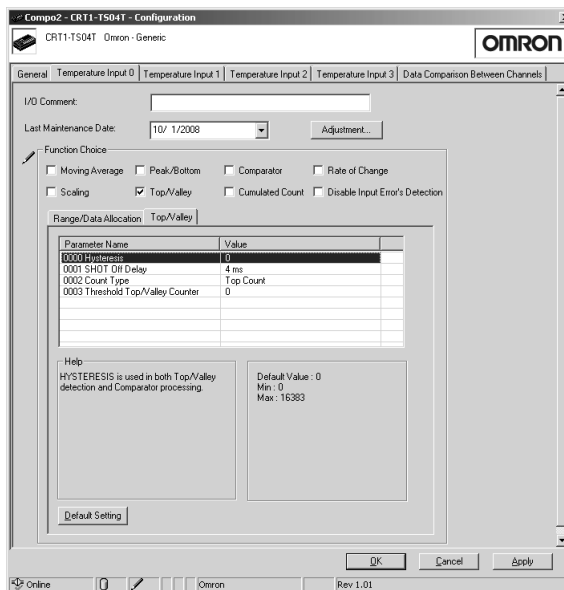 Compo2 - CRT1-TS04T - Configuration
CRT1-TS04T Omron - Generic
OMRON
General Temperature Input 0 Temperature Input 1 Temperature Input 2 Temperature Input 3 Data Comparison Between Channels
I/O Comment:
Last Maintenance Date: 10/ 1/2008 Adjustment...
Function Choice
Moving Average Peak/Bottom Comparator Rate of Change
Scaling Top/Valley Cumulated Count Disable Input Error's Detection
Range/Data Allocation Top/Valley
Parameter Name Value
0000 Hysteresis 0
0001 SHOT Off Delay 4 ms
0002 Count Type Top Count
0003 Threshold Top/Valley Counter 0
Help
HYSTERESIS is used in both Top/Valley
detection and Comparator processing.
Default Value : 0
Min : 0
Max : 16383
Default Setting
OK Cancel Apply
Online Omron Rev 1.01